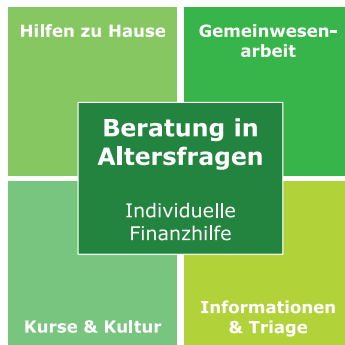 Hilfen zu Hause
Gemeinwesen-
arbeit
Beratung in
Altersfragen
Individuelle
Finanzhilfe
Kurse & Kultur
Informationen
& Triage